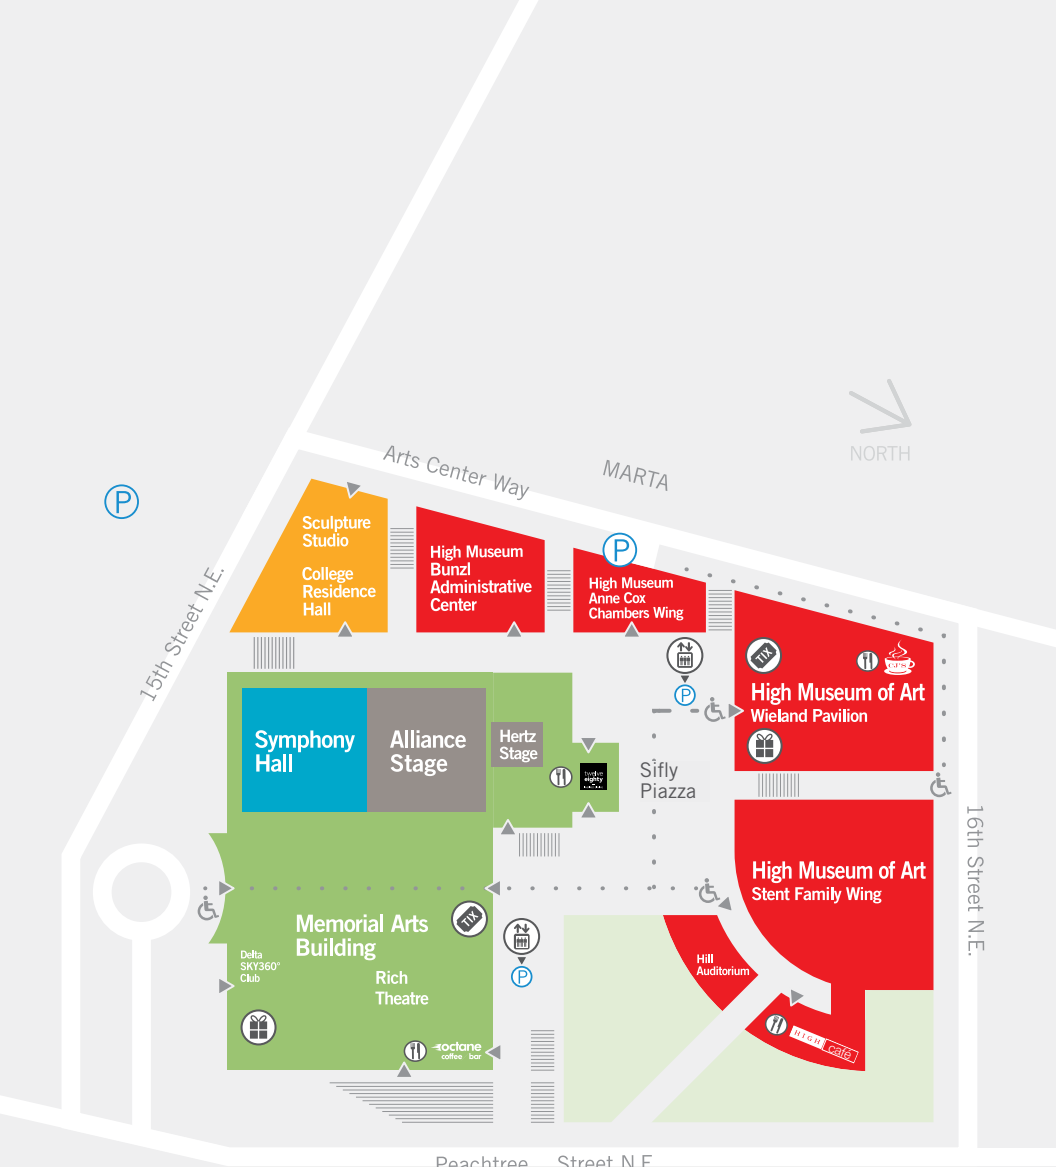 NORTH
Arts Center Way
MARTA
P
P
Sculpture
Studio
College
Residence
Hall
High Museum
Bunzl
Administrative
Center
High Museum
Anne Cox
Chambers Wing
15th Street N.E.
TIX
GPS
High Museum of Art
Wieland Pavilion
P
Symphony
Hall
Alliance
Stage
Hertz
Stage
twelve
eighty
Sifly
Piazza
16th Street N.E.
High Museum of Art
Stent Family Wing
Memorial Arts
Building
TIX
Delta
SKY360°
Club
Rich
Theatre
P
Hill
Auditorium
HIGH
café
octane
coffee bar
Peachtree Street N.E.